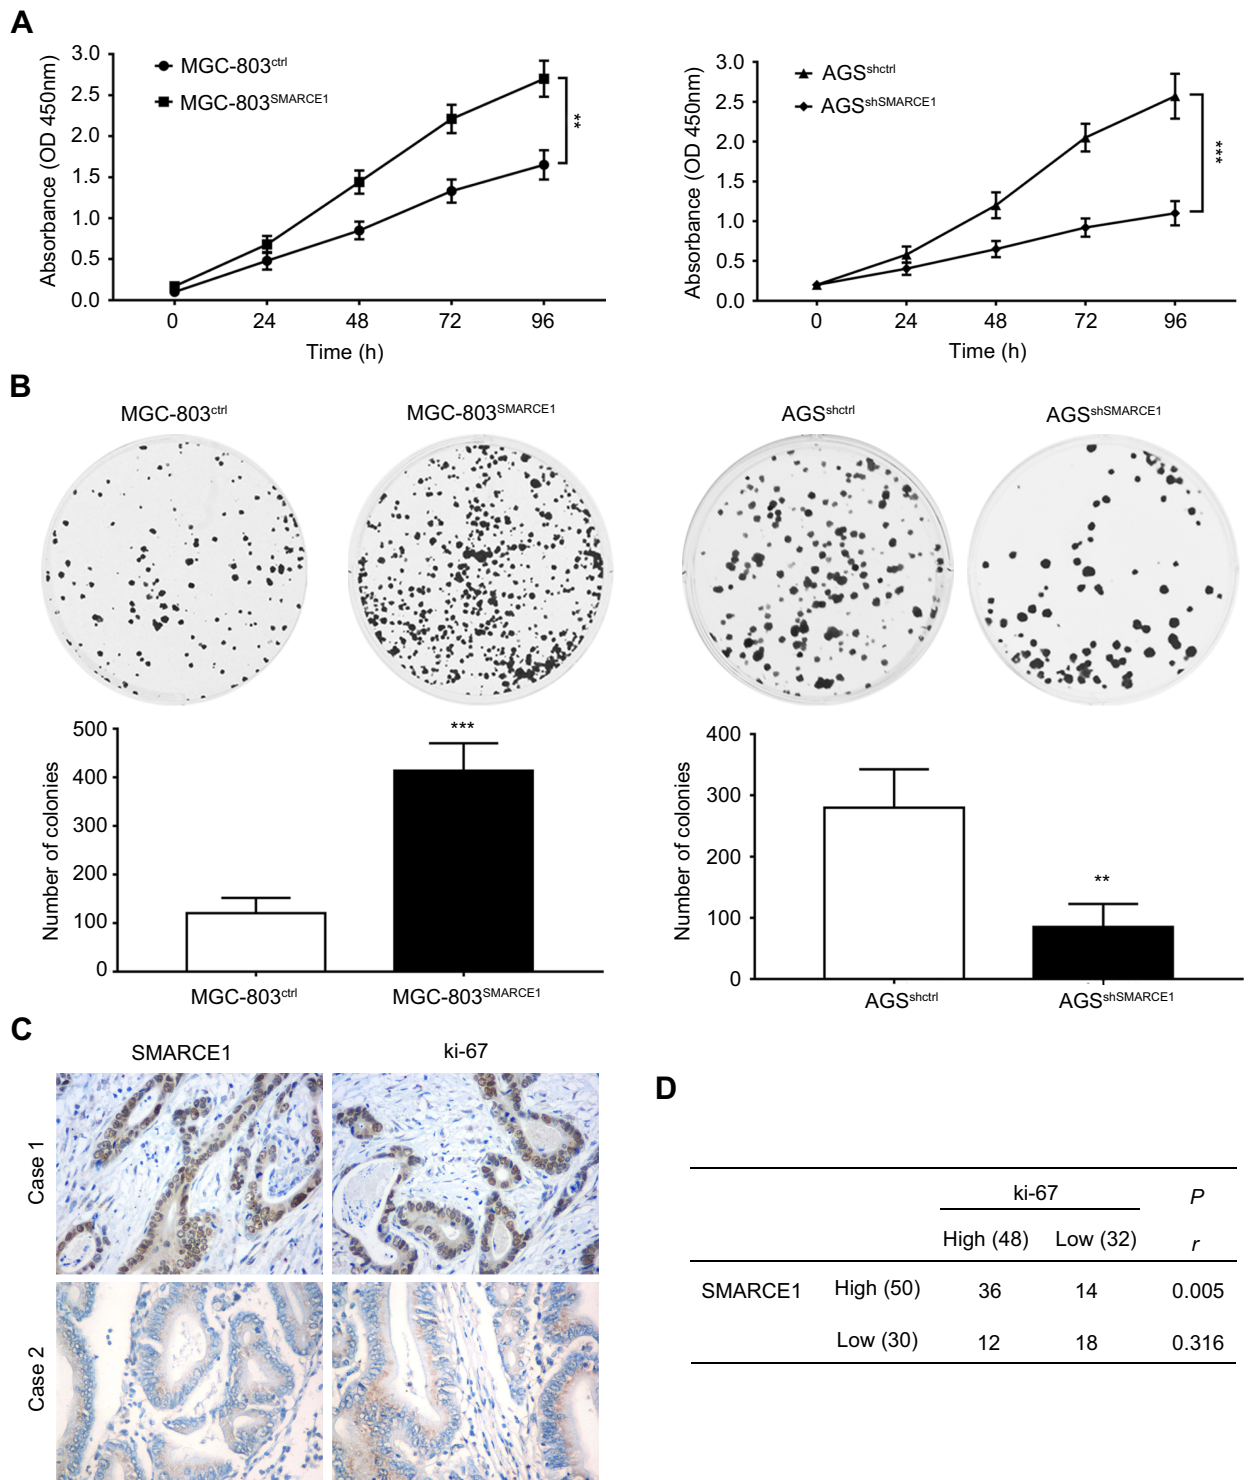 A
Absorbance (OD 450nm)
3.0
2.5
2.0
1.5
1.0
0.5
0.0
MGC-803ctrl
MGC-803SMARCE1
**
0 24 48 72 96
Time (h)
Absorbance (OD 450nm)
3.0
2.5
2.0
1.5
1.0
0.5
0.0
AGSshctrl
AGSshSMARCE1
***
0 24 48 72 96
Time (h)
B
MGC-803ctrl MGC-803SMARCE1 AGSshctrl AGSshSMARCE1
Number of colonies
500
400
300
200
100
0
***
MGC-803ctrl MGC-803SMARCE1
Number of colonies
400
300
200
100
0
**
AGSshctrl AGSshSMARCE1
C
SMARCE1 ki-67
Case 1
Case 2
D
ki-67 P
High (48) Low (32) r
SMARCE1 High (50) 36 14 0.005
Low (30) 12 18 0.316